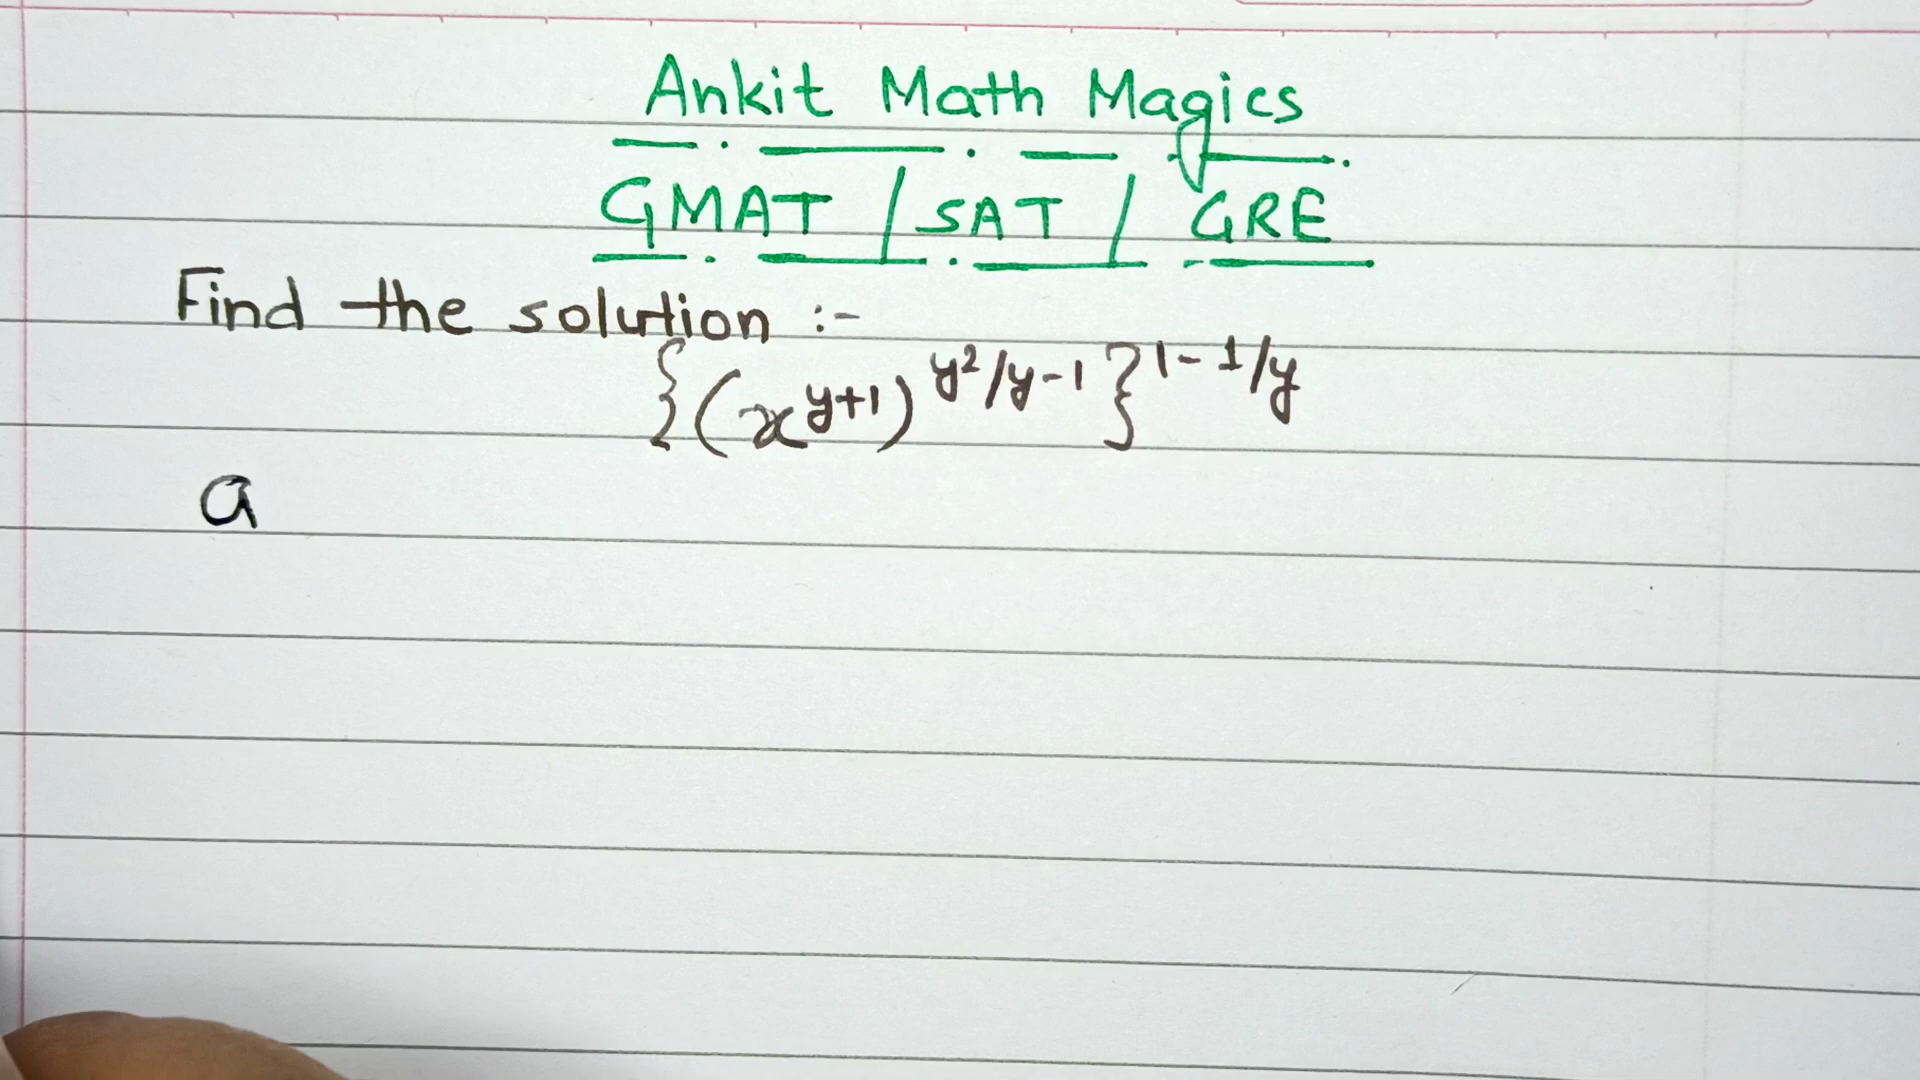 Ankit Math Magics
GMAT / SAT / GRE
Find the solution :-
{(x^{y+1})^{y²/y-1}}^{1-1/y}
a